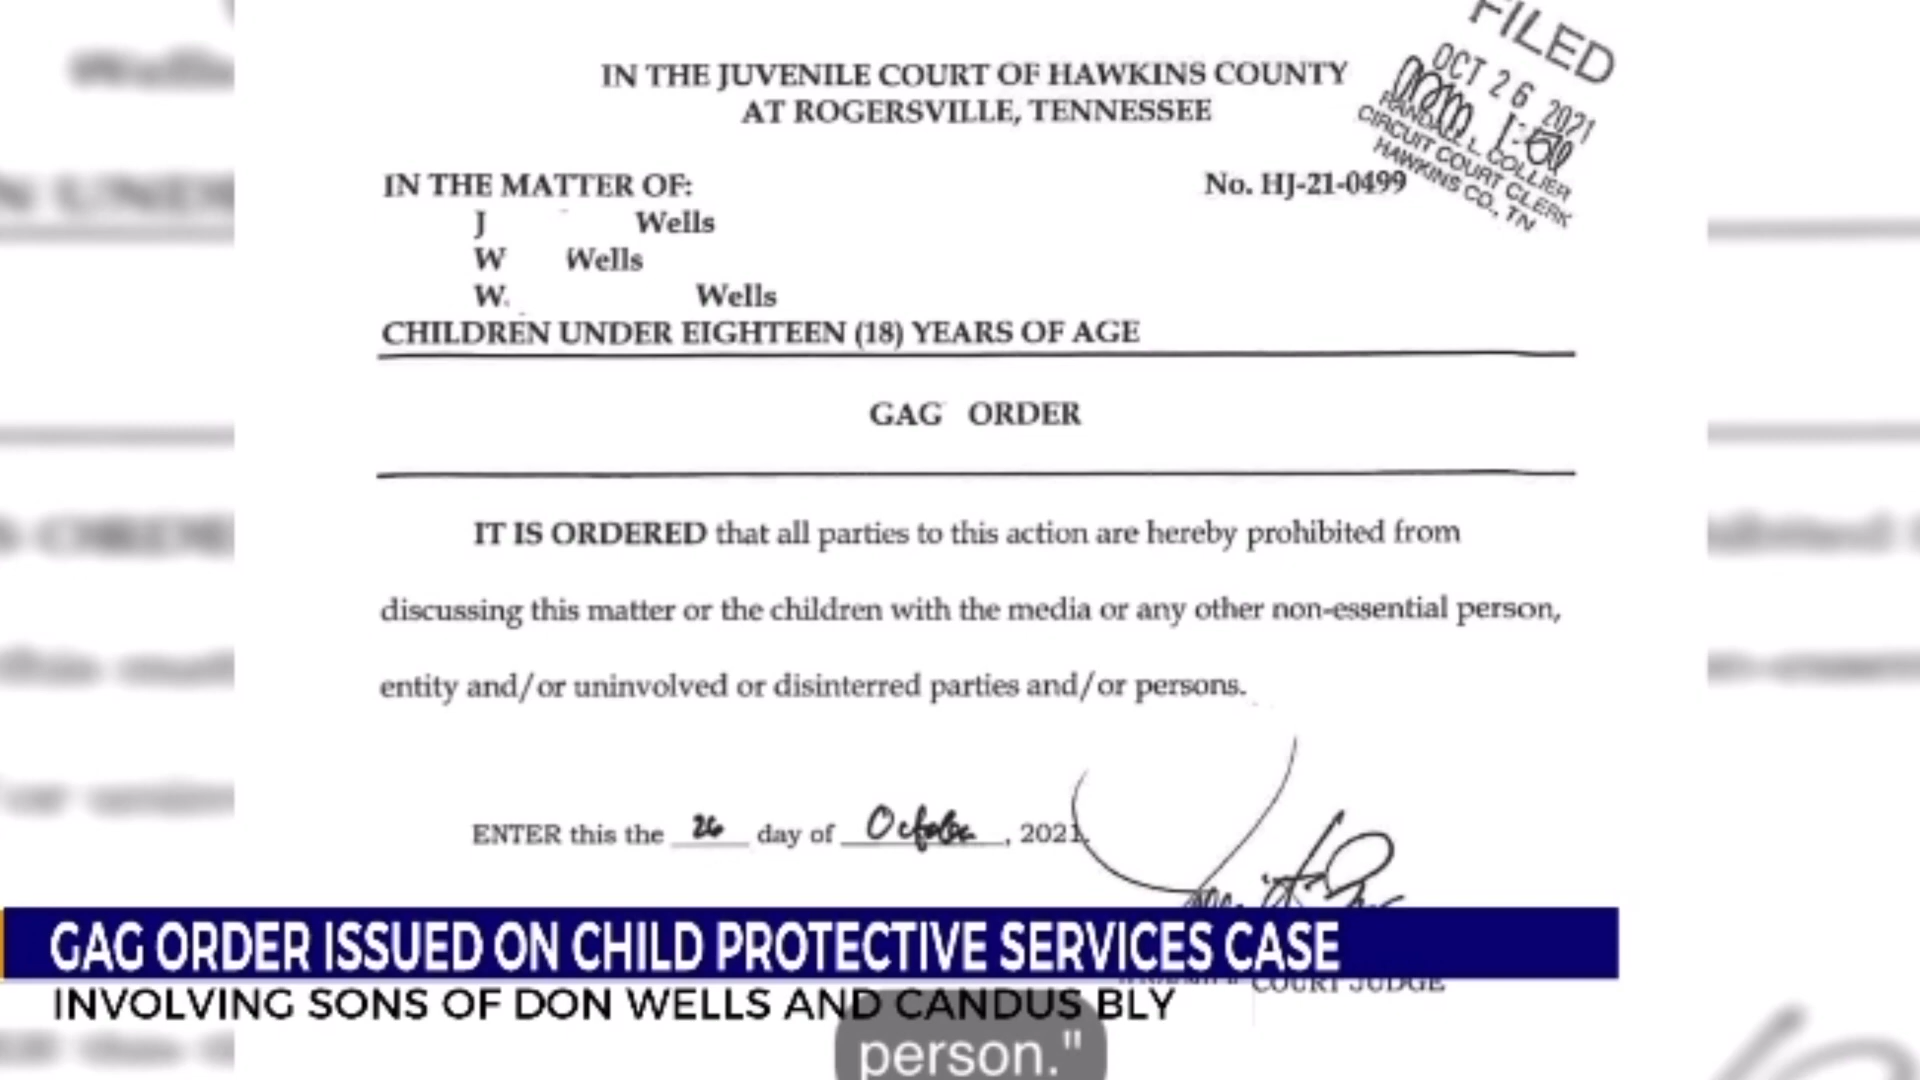 FILED
OCT 26 2021
RANDALL L. COLLIER
CIRCUIT COURT CLERK
HAWKINS CO., TN
IN THE JUVENILE COURT OF HAWKINS COUNTY
AT ROGERSVILLE, TENNESSEE
IN THE MATTER OF:
No. HJ-21-0499
J Wells
W Wells
W. Wells
CHILDREN UNDER EIGHTEEN (18) YEARS OF AGE
GAG ORDER
IT IS ORDERED that all parties to this action are hereby prohibited from
discussing this matter or the children with the media or any other non-essential person,
entity and/or uninvolved or disinterred parties and/or persons.
ENTER this the 26 day of October, 2021.
GAG ORDER ISSUED ON CHILD PROTECTIVE SERVICES CASE
COURT JUDGE
INVOLVING SONS OF DON WELLS AND CANDUS BLY
person."